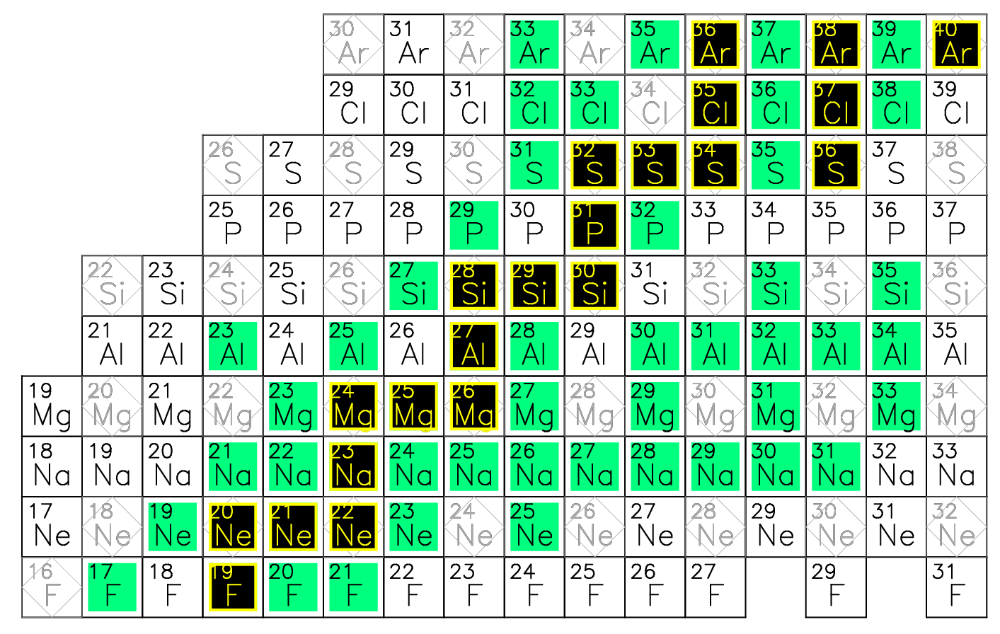 30 31 32 33 34 35 36 37 38 39 40
Ar Ar Ar Ar Ar Ar Ar Ar Ar Ar Ar
29 30 31 32 33 34 35 36 37 38 39
Cl Cl Cl Cl Cl Cl Cl Cl Cl Cl Cl
26 27 28 29 30 31 32 33 34 35 36 37 38
S S S S S S S S S S S S S
25 26 27 28 29 30 31 32 33 34 35 36 37
P P P P P P P P P P P P P
22 23 24 25 26 27 28 29 30 31 32 33 34 35 36
Si Si Si Si Si Si Si Si Si Si Si Si Si Si Si
21 22 23 24 25 26 27 28 29 30 31 32 33 34 35
Al Al Al Al Al Al Al Al Al Al Al Al Al Al Al
19 20 21 22 23 24 25 26 27 28 29 30 31 32 33 34
Mg Mg Mg Mg Mg Mg Mg Mg Mg Mg Mg Mg Mg Mg Mg Mg
18 19 20 21 22 23 24 25 26 27 28 29 30 31 32 33
Na Na Na Na Na Na Na Na Na Na Na Na Na Na Na Na
17 18 19 20 21 22 23 24 25 26 27 28 29 30 31 32
Ne Ne Ne Ne Ne Ne Ne Ne Ne Ne Ne Ne Ne Ne Ne Ne
16 17 18 19 20 21 22 23 24 25 26 27 29 31
F F F F F F F F F F F F F F